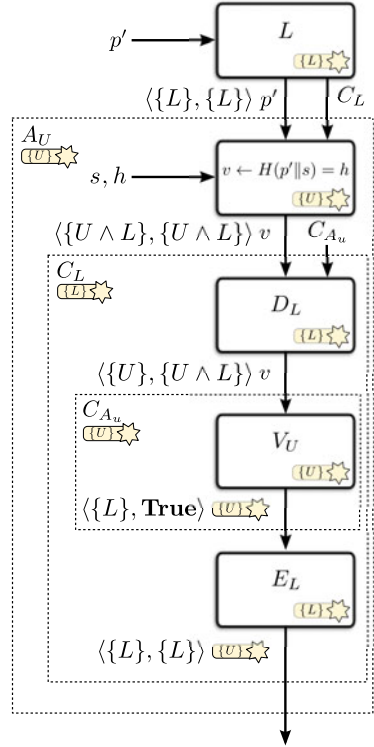 L
p′
{L}
⟨{L}, {L}⟩ p′
C_L
A_U
{U}
s, h
v ← H(p′‖s) = h
{U}
⟨{U ∧ L}, {U ∧ L}⟩ v
C_{A_u}
C_L
{L}
D_L
{L}
⟨{U}, {U ∧ L}⟩ v
C_{A_u}
{U}
V_U
{U}
⟨{L}, True⟩ {U}
E_L
{L}
⟨{L}, {L}⟩ {U}